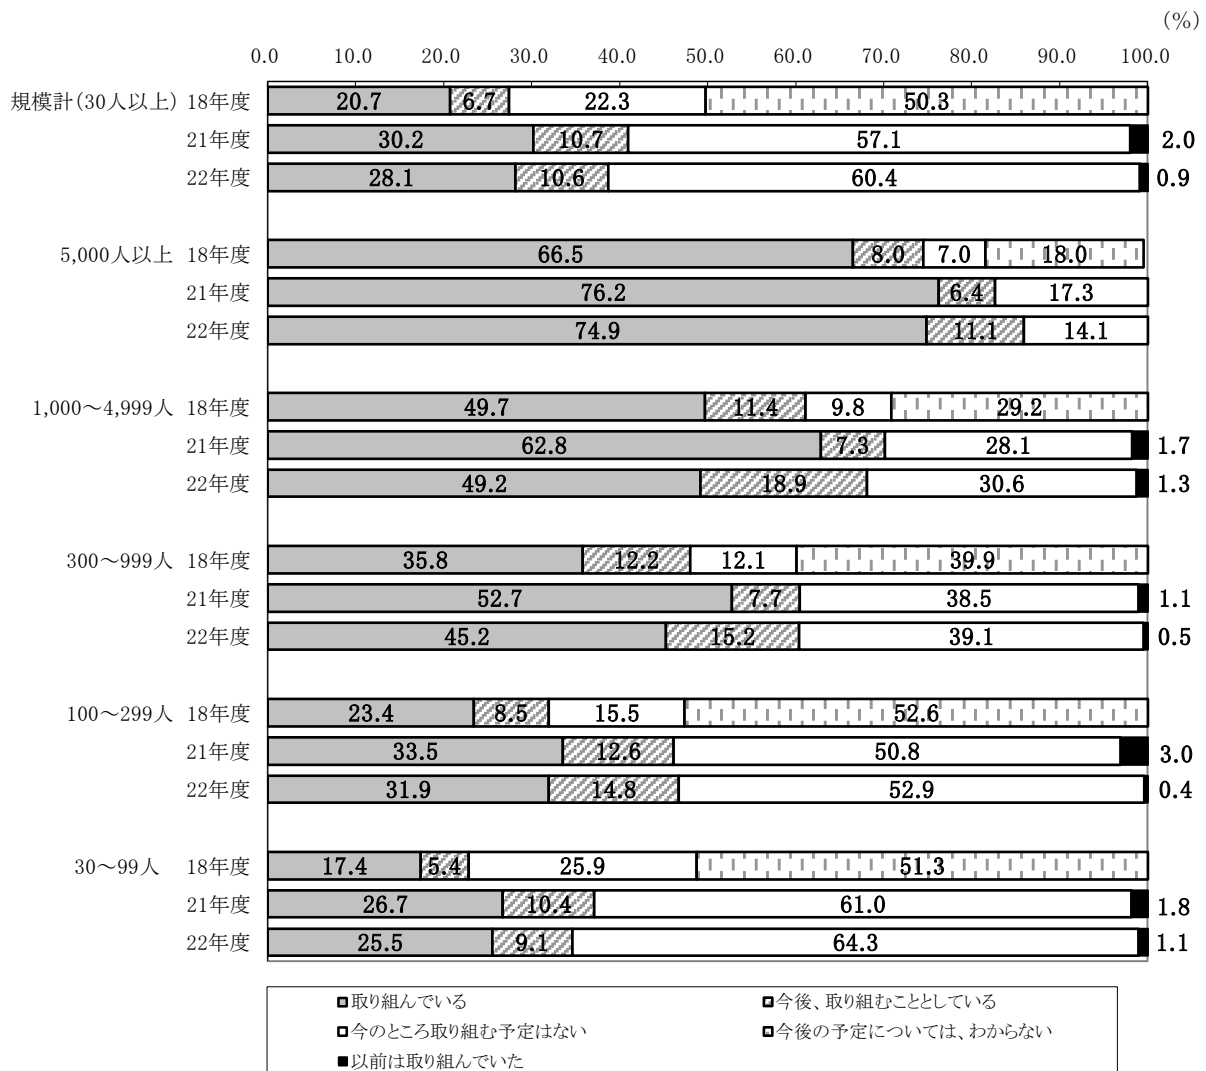 (%)
0.0 10.0 20.0 30.0 40.0 50.0 60.0 70.0 80.0 90.0 100.0
規模計(30人以上) 18年度 20.7 6.7 22.3 50.3
21年度 30.2 10.7 57.1 2.0
22年度 28.1 10.6 60.4 0.9
5,000人以上 18年度 66.5 8.0 7.0 18.0
21年度 76.2 6.4 17.3
22年度 74.9 11.1 14.1
1,000～4,999人 18年度 49.7 11.4 9.8 29.2
21年度 62.8 7.3 28.1 1.7
22年度 49.2 18.9 30.6 1.3
300～999人 18年度 35.8 12.2 12.1 39.9
21年度 52.7 7.7 38.5 1.1
22年度 45.2 15.2 39.1 0.5
100～299人 18年度 23.4 8.5 15.5 52.6
21年度 33.5 12.6 50.8 3.0
22年度 31.9 14.8 52.9 0.4
30～99人 18年度 17.4 5.4 25.9 51.3
21年度 26.7 10.4 61.0 1.8
22年度 25.5 9.1 64.3 1.1
取り組んでいる 今後、取り組むこととしている
今のところ取り組む予定はない 今後の予定については、わからない
以前は取り組んでいた